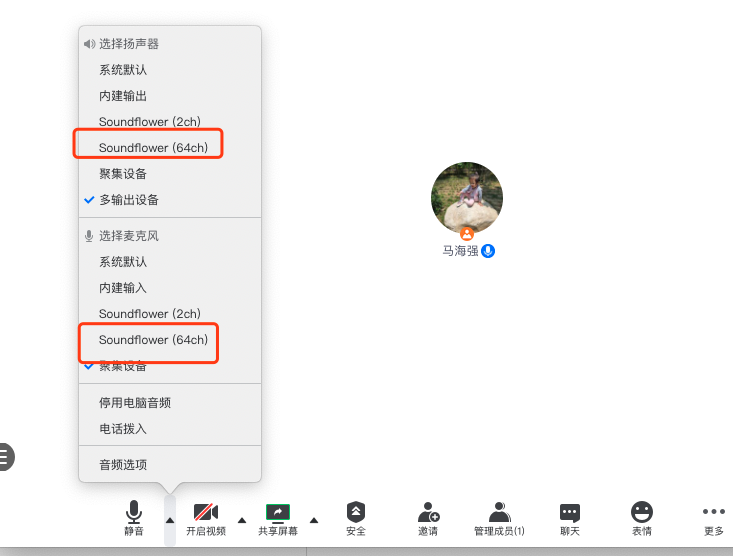 选择扬声器
系统默认
内建输出
Soundflower (2ch)
Soundflower (64ch)
聚集设备
多输出设备
选择麦克风
系统默认
内建输入
Soundflower (2ch)
Soundflower (64ch)
聚集设备
停用电脑音频
电话拨入
音频选项
马海强
静音
开启视频
共享屏幕
安全
邀请
管理成员(1)
聊天
表情
更多